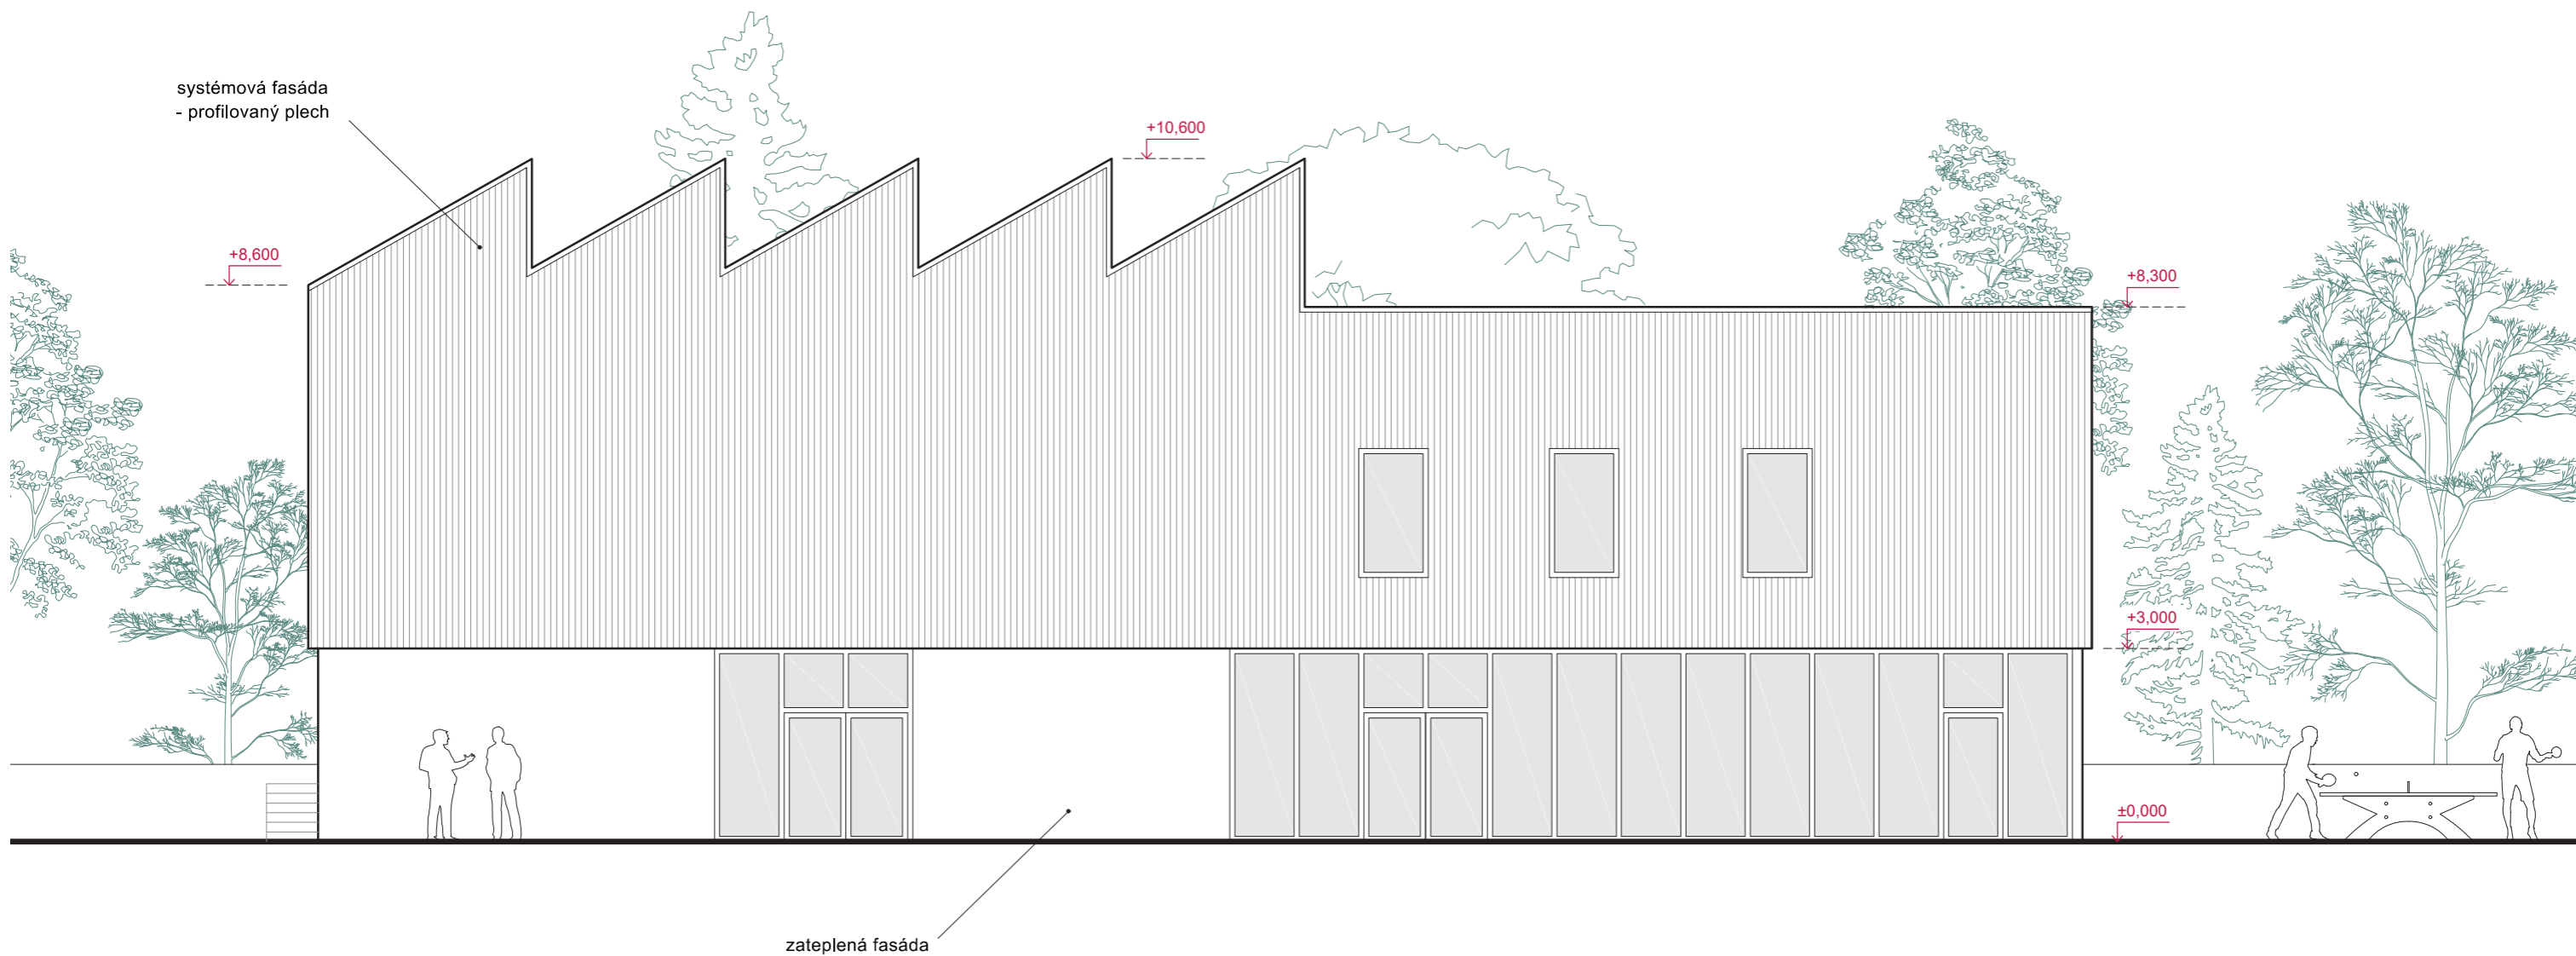 systémová fasáda
- profilovaný plech
+10,600
+8,600
+8,300
+3,000
±0,000
zateplená fasáda